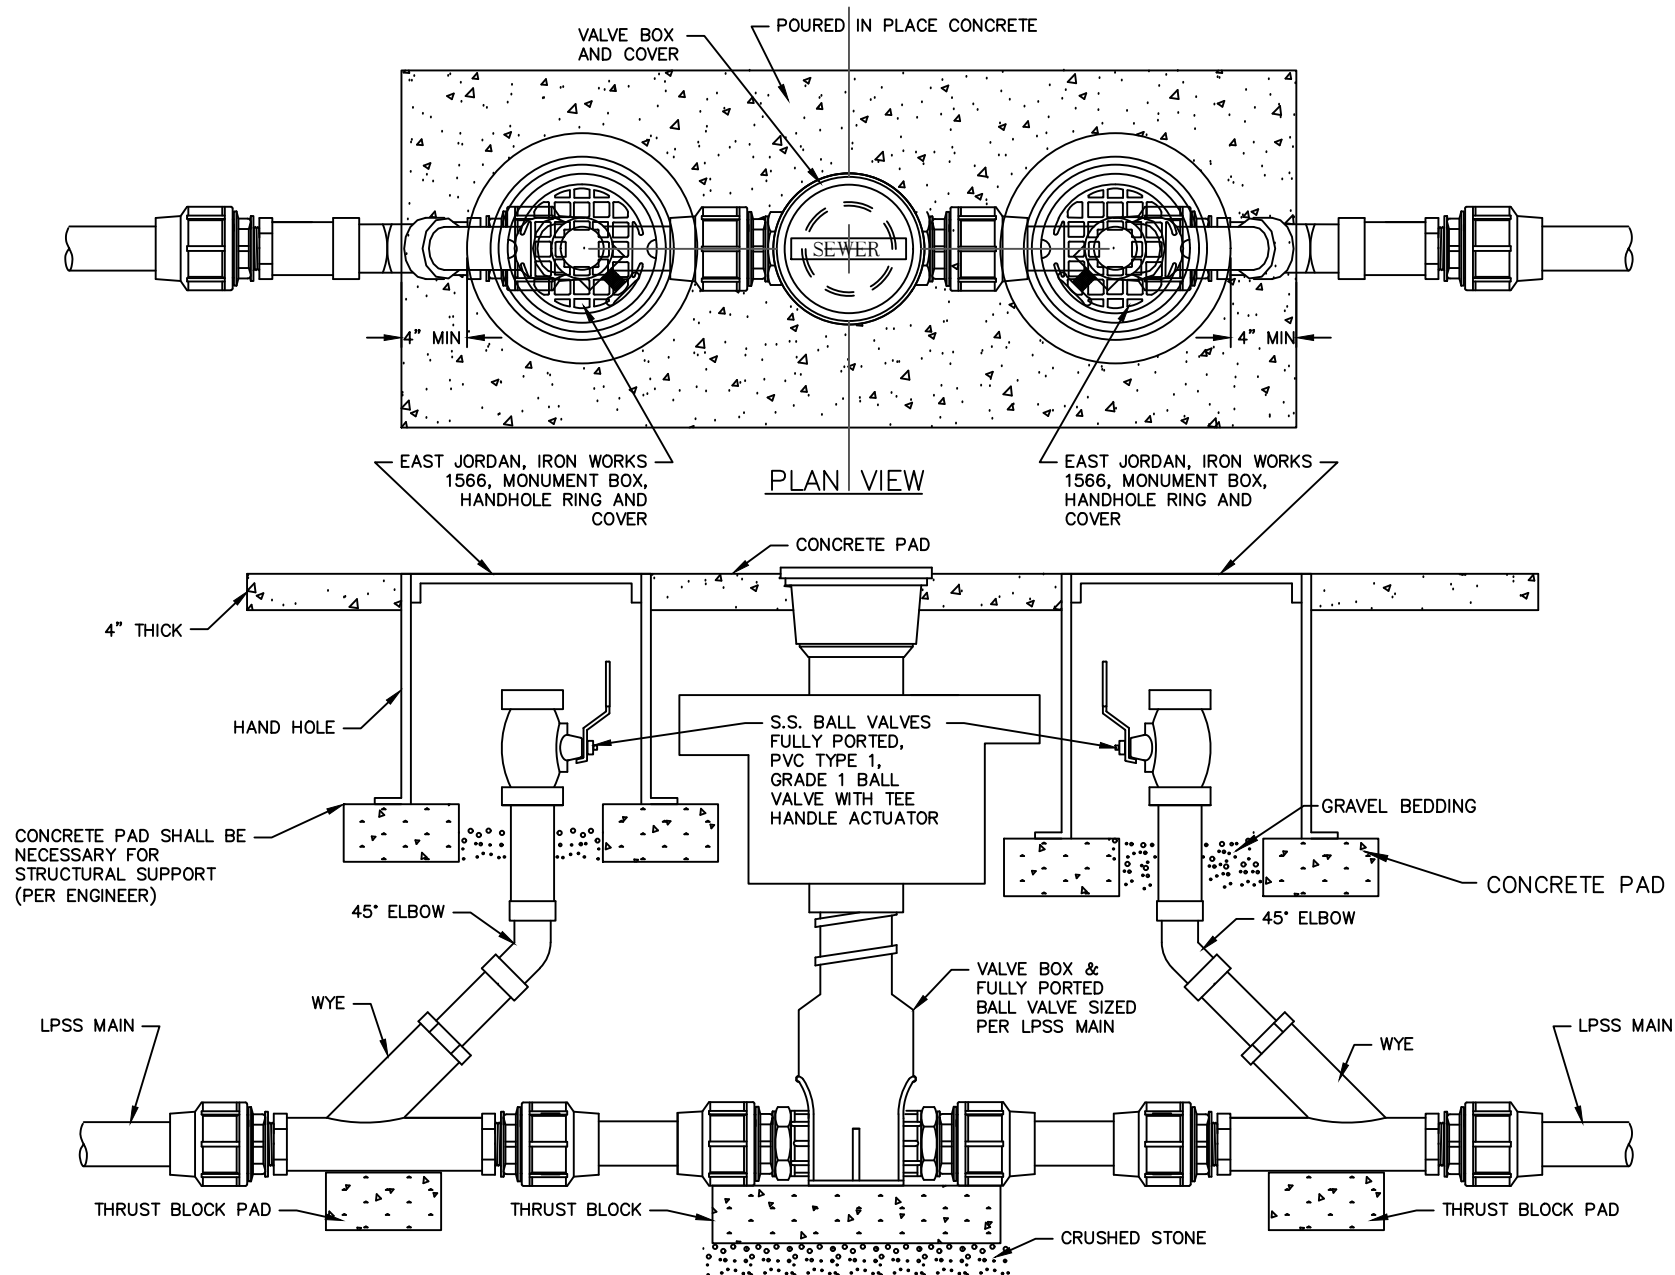 POURED IN PLACE CONCRETE
VALVE BOX
AND COVER
SEWER
4" MIN
4" MIN
EAST JORDAN, IRON WORKS
1566, MONUMENT BOX,
HANDHOLE RING AND
COVER
PLAN VIEW
EAST JORDAN, IRON WORKS
1566, MONUMENT BOX,
HANDHOLE RING AND
COVER
CONCRETE PAD
4" THICK
HAND HOLE
S.S. BALL VALVES
FULLY PORTED,
PVC TYPE 1,
GRADE 1 BALL
VALVE WITH TEE
HANDLE ACTUATOR
GRAVEL BEDDING
CONCRETE PAD SHALL BE
NECESSARY FOR
STRUCTURAL SUPPORT
(PER ENGINEER)
CONCRETE PAD
45° ELBOW
45° ELBOW
VALVE BOX &
FULLY PORTED
BALL VALVE SIZED
PER LPSS MAIN
WYE
LPSS MAIN
LPSS MAIN
WYE
THRUST BLOCK PAD
THRUST BLOCK
THRUST BLOCK PAD
CRUSHED STONE